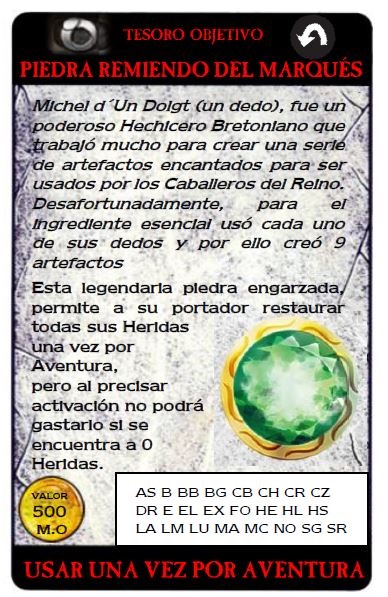 TESORO OBJETIVO
PIEDRA REMIENDO DEL MARQUÉS
Michel d´Un Doigt (un dedo), fue un
poderoso Hechicero Bretoniano que
trabajó mucho para crear una serie
de artefactos encantados para ser
usados por los Caballeros del Reino.
Desafortunadamente, para el
ingrediente esencial usó cada uno
de sus dedos y por ello creó 9
artefactos
Esta legendaria piedra engarzada,
permite a su portador restaurar
todas sus Heridas
una vez por
Aventura,
pero al precisar
activación no podrá
gastarlo si se
encuentra a 0
Heridas.
VALOR
500
M.O
AS B BB BG CB CH CR CZ
DR E EL EX FO HE HL HS
LA LM LU MA MC NO SG SR
USAR UNA VEZ POR AVENTURA